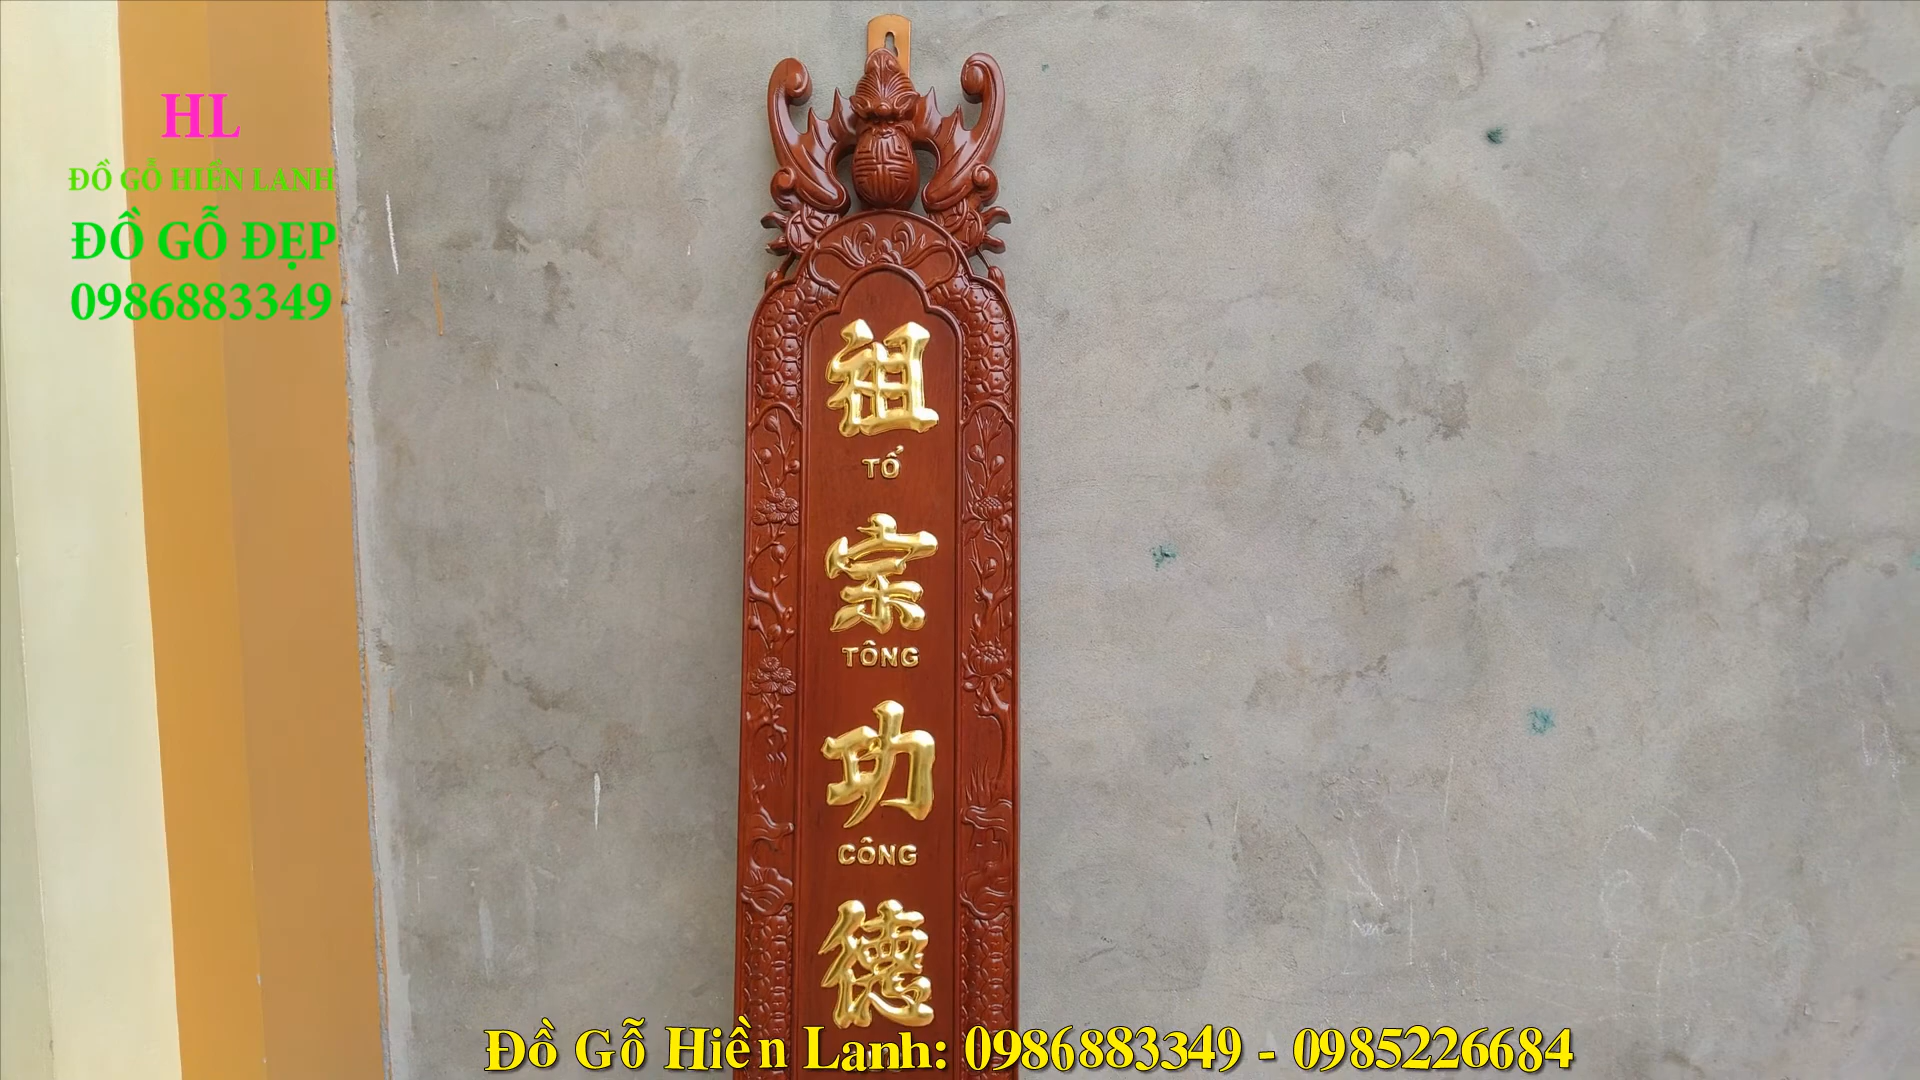 HL
ĐỒ GỖ HIỀN LANH
ĐỒ GỖ ĐẸP
0986883349
祖
TỔ
宗
TÔNG
功
CÔNG
德
Đồ Gỗ Hiền Lanh: 0986883349 - 0985226684